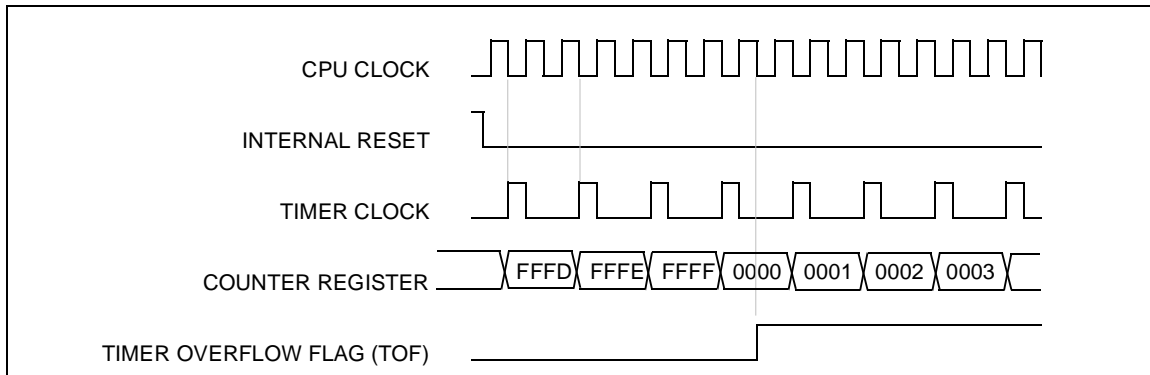 CPU CLOCK
INTERNAL RESET
TIMER CLOCK
COUNTER REGISTER
FFFD FFFE FFFF 0000 0001 0002 0003
TIMER OVERFLOW FLAG (TOF)